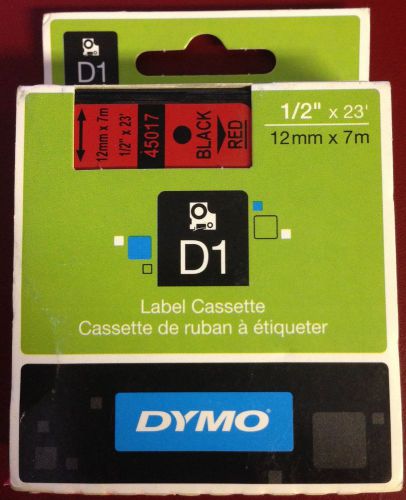 D1
1/2" x 23'
12mm x 7m
12mm x 7m
1/2" x 23'
45017
BLACK
RED
D1
Label Cassette
Cassette de ruban à étiqueter
DYMO